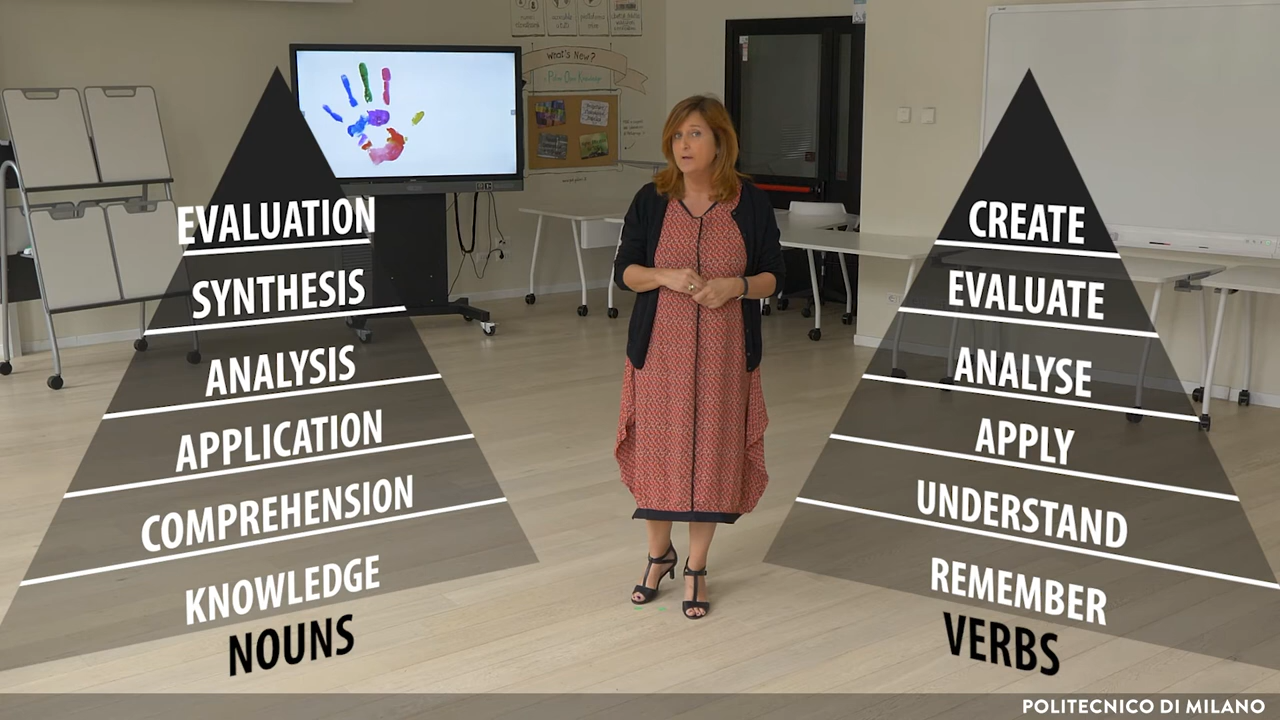 What's New?
EVALUATION
SYNTHESIS
ANALYSIS
APPLICATION
COMPREHENSION
KNOWLEDGE
NOUNS
CREATE
EVALUATE
ANALYSE
APPLY
UNDERSTAND
REMEMBER
VERBS
POLITECNICO DI MILANO